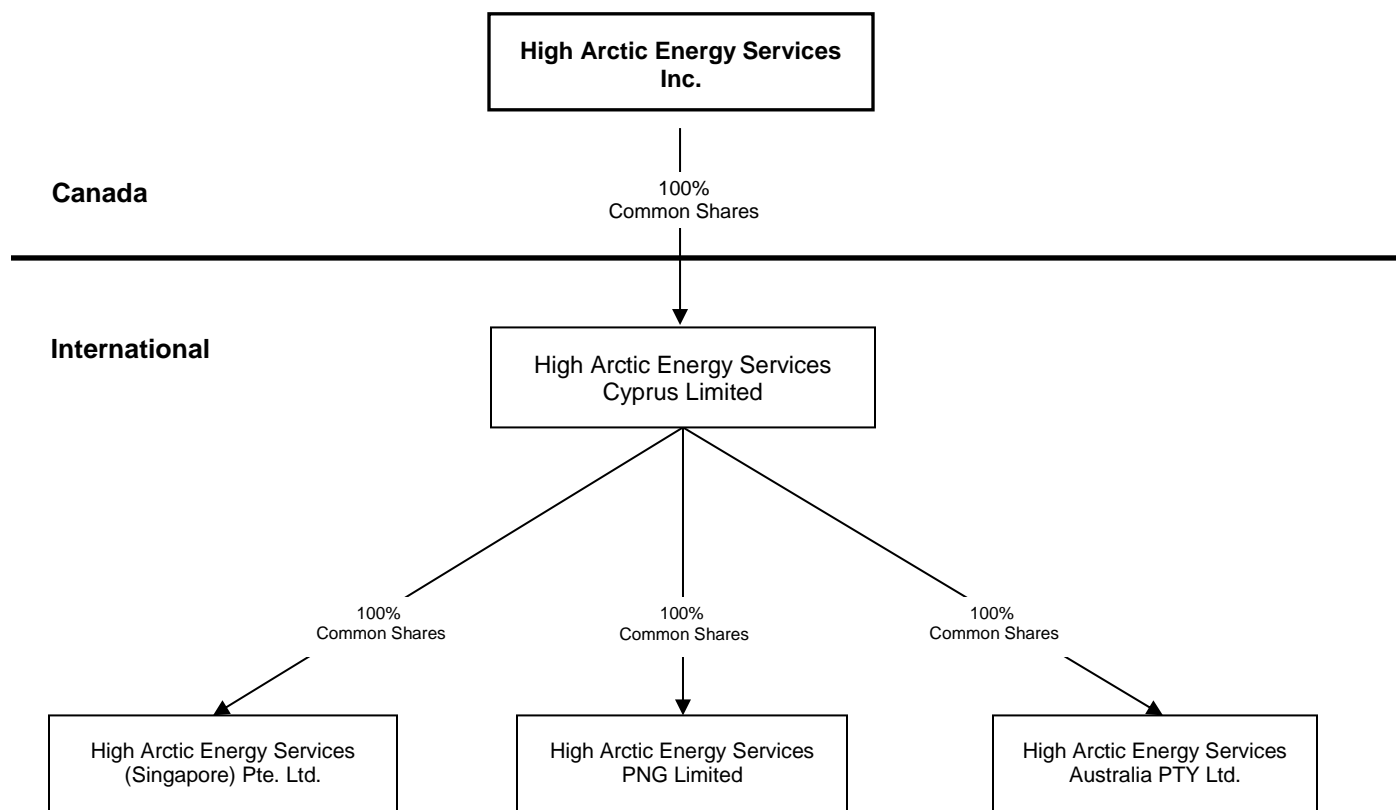 High Arctic Energy Services
Inc.
Canada
100%
Common Shares
International
High Arctic Energy Services
Cyprus Limited
100%
Common Shares
100%
Common Shares
100%
Common Shares
High Arctic Energy Services
(Singapore) Pte. Ltd.
High Arctic Energy Services
PNG Limited
High Arctic Energy Services
Australia PTY Ltd.